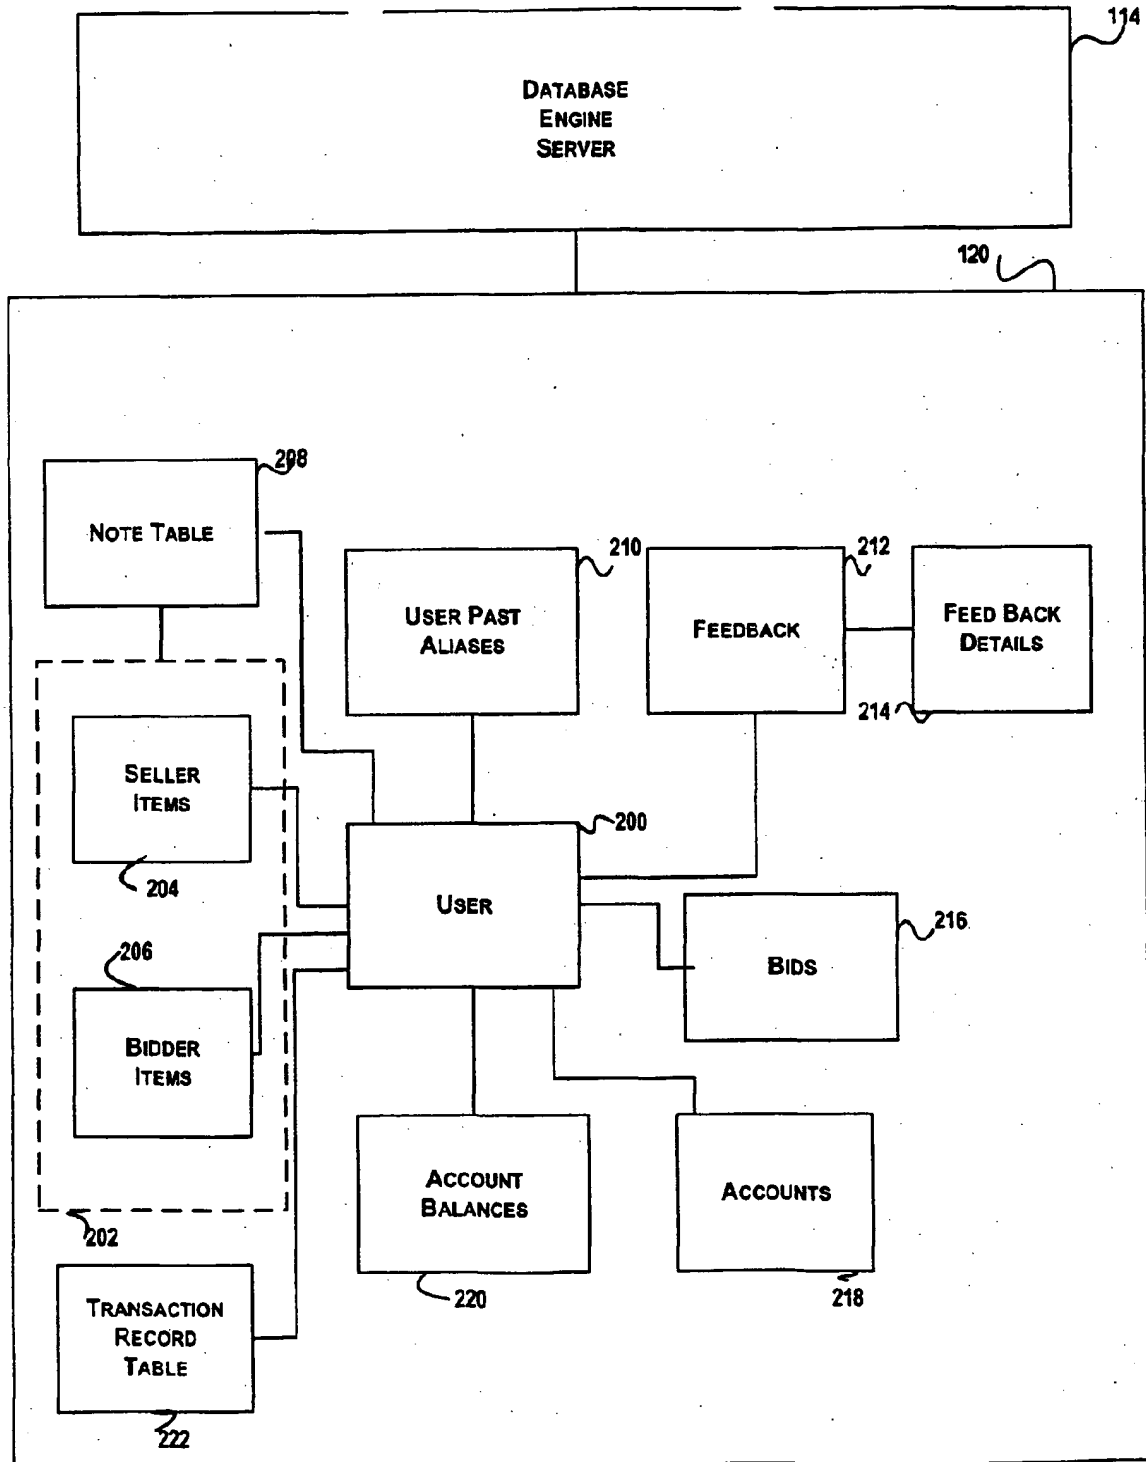 114
DATABASE
ENGINE
SERVER
120
208
NOTE TABLE
210
USER PAST
ALIASES
212
FEEDBACK
FEED BACK
DETAILS
214
SELLER
ITEMS
204
200
USER
206
BIDDER
ITEMS
216
BIDS
202
ACCOUNT
BALANCES
220
ACCOUNTS
218
TRANSACTION
RECORD
TABLE
222